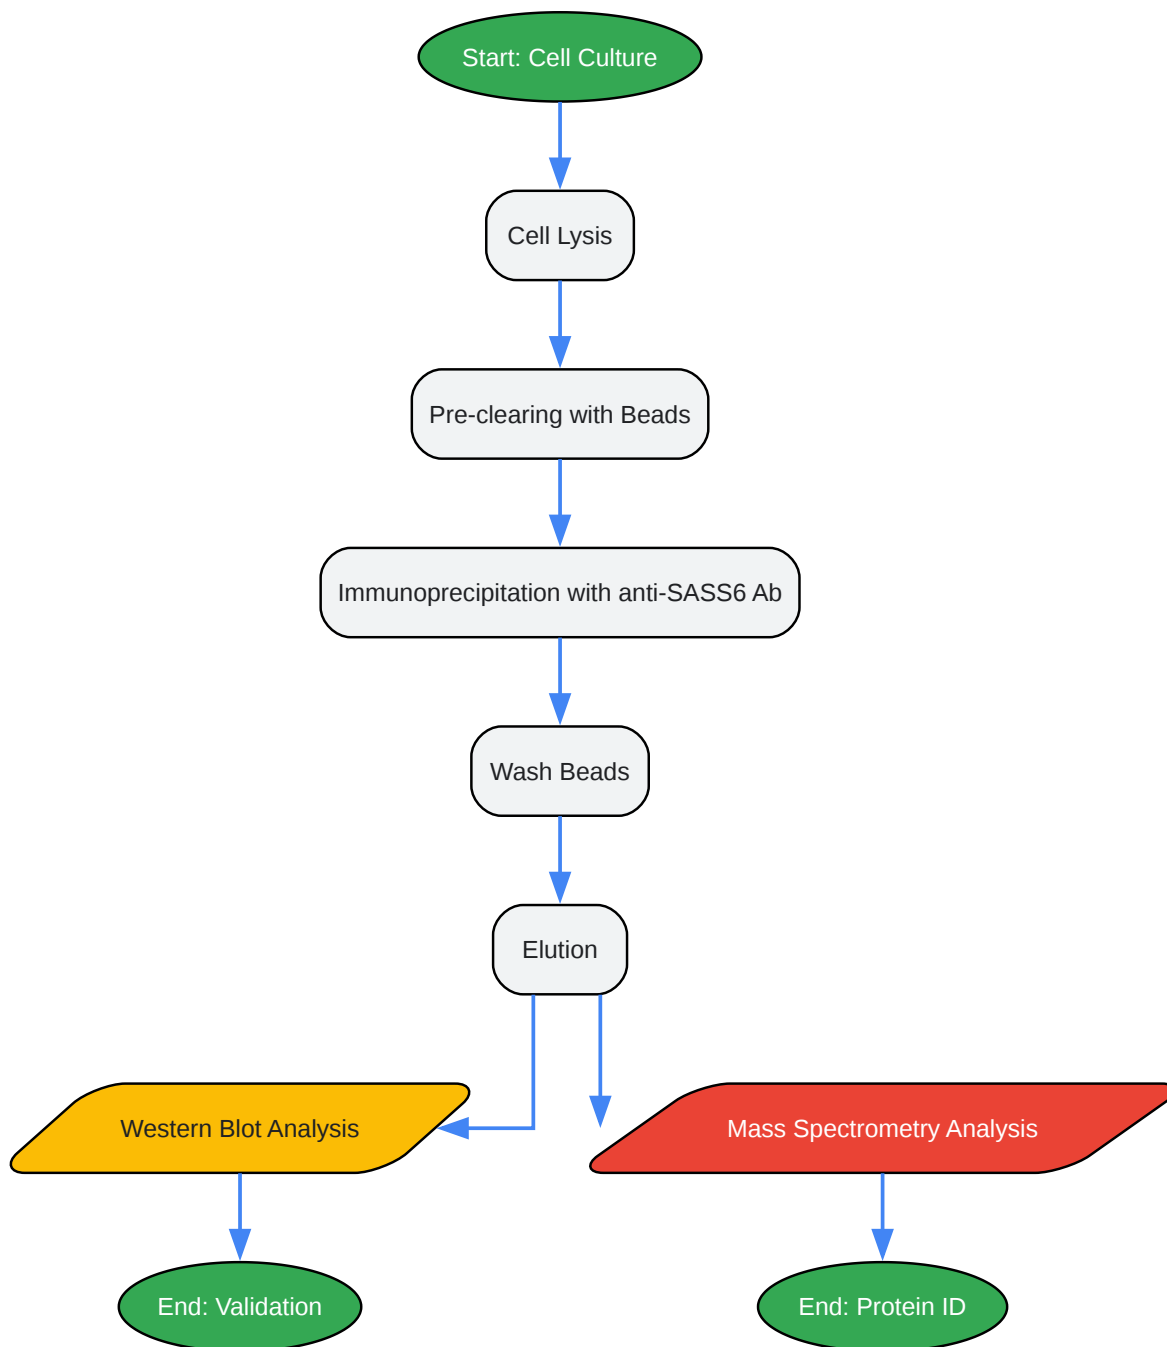 Start: Cell Culture
Cell Lysis
Pre-clearing with Beads
Immunoprecipitation with anti-SASS6 Ab
Wash Beads
Elution
Western Blot Analysis
Mass Spectrometry Analysis
End: Validation
End: Protein ID